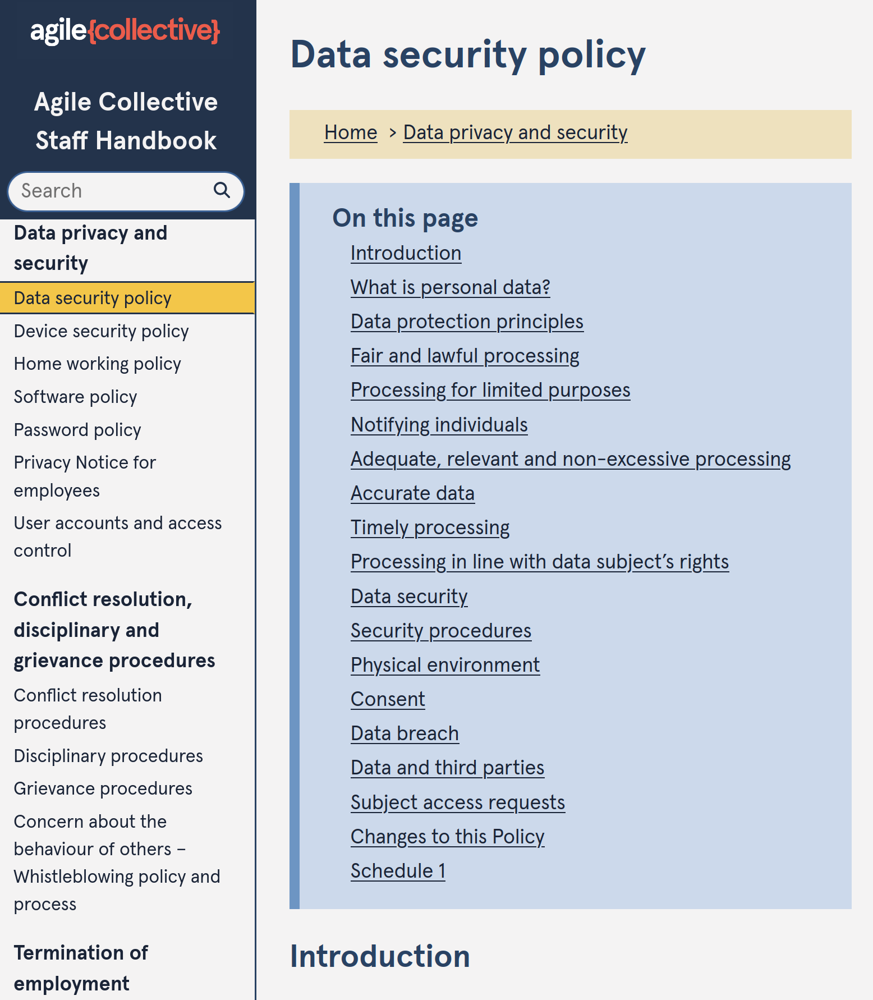 agile{collective}
Agile Collective
Staff Handbook
Search
Data privacy and
security
Data security policy
Device security policy
Home working policy
Software policy
Password policy
Privacy Notice for
employees
User accounts and access
control
Conflict resolution,
disciplinary and
grievance procedures
Conflict resolution
procedures
Disciplinary procedures
Grievance procedures
Concern about the
behaviour of others –
Whistleblowing policy and
process
Termination of
employment
Data security policy
Home > Data privacy and security
On this page
Introduction
What is personal data?
Data protection principles
Fair and lawful processing
Processing for limited purposes
Notifying individuals
Adequate, relevant and non-excessive processing
Accurate data
Timely processing
Processing in line with data subject’s rights
Data security
Security procedures
Physical environment
Consent
Data breach
Data and third parties
Subject access requests
Changes to this Policy
Schedule 1
Introduction